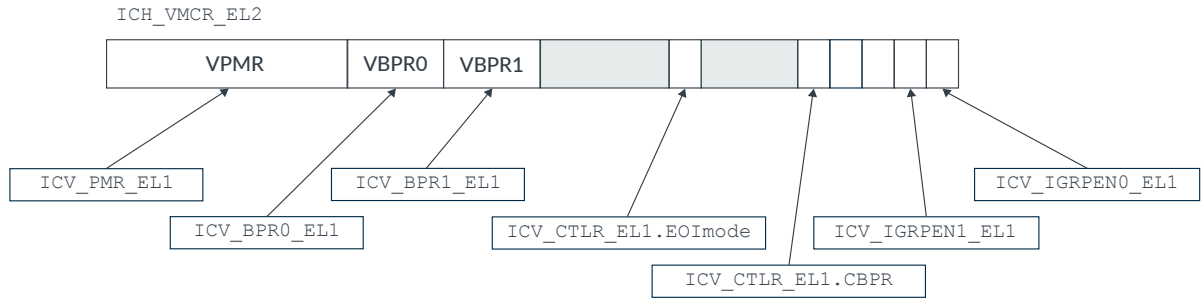 ICH_VMCR_EL2
VPMR
VBPR0
VBPR1
ICV_PMR_EL1
ICV_BPR1_EL1
ICV_IGRPEN0_EL1
ICV_BPR0_EL1
ICV_CTLR_EL1.EOImode
ICV_IGRPEN1_EL1
ICV_CTLR_EL1.CBPR